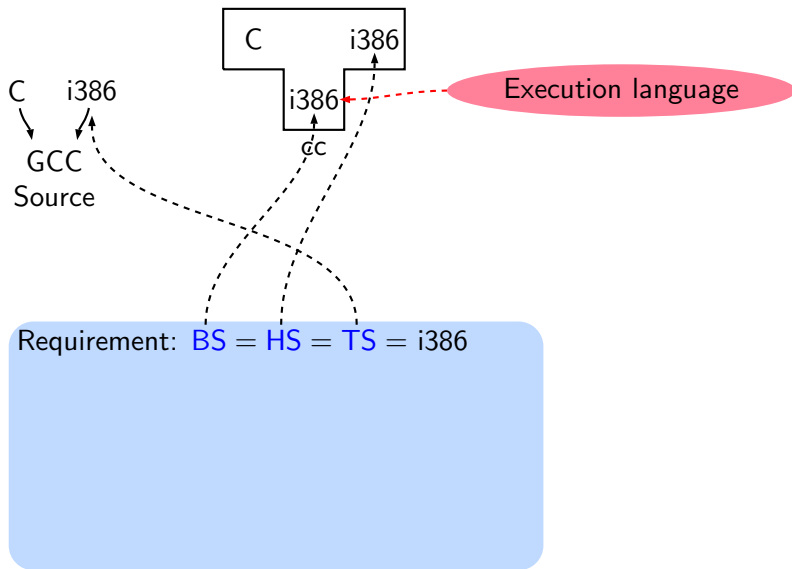 C i386
i386
cc
Execution language
C i386
GCC
Source
Requirement: BS = HS = TS = i386